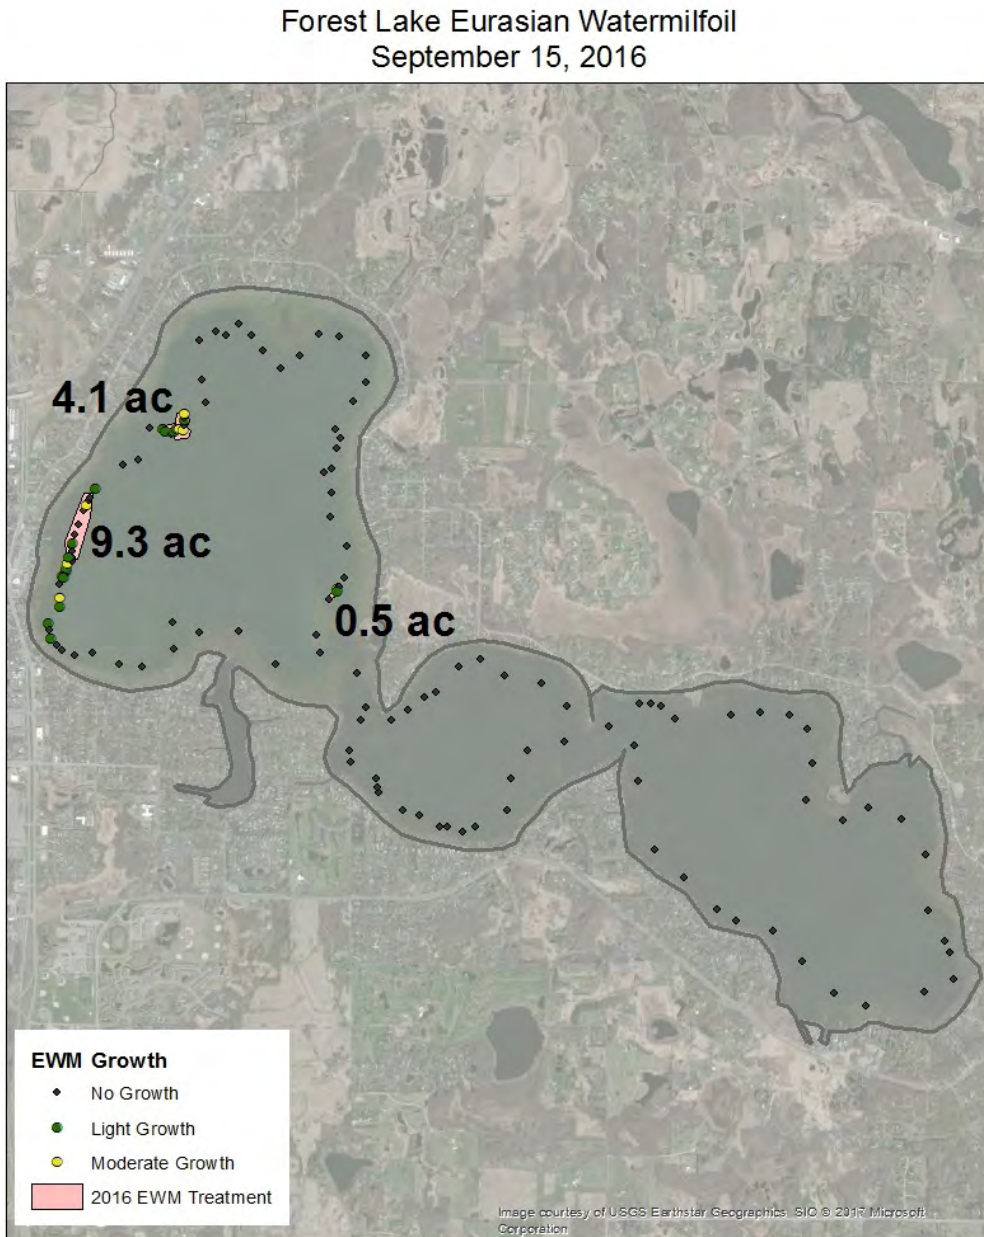 Forest Lake Eurasian Watermilfoil
September 15, 2016
4.1 ac
9.3 ac
0.5 ac
EWM Growth
No Growth
Light Growth
Moderate Growth
2016 EWM Treatment
Image courtesy of USGS Earthstar Geographics SIO © 2017 Microsoft
Corporation